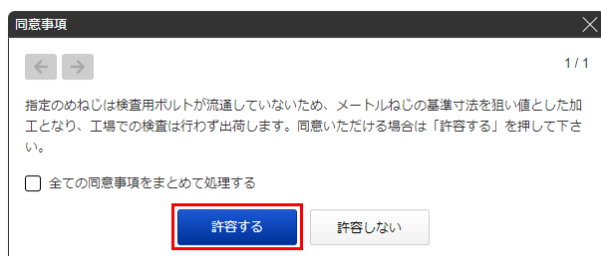 同意事項
1 / 1
指定のめねじは検査用ボルトが流通していないため、メートルねじの基準寸法を狙い値とした加
工となり、工場での検査は行わず出荷します。同意いただける場合は「許容する」を押して下さ
い。
全ての同意事項をまとめて処理する
許容する 許容しない